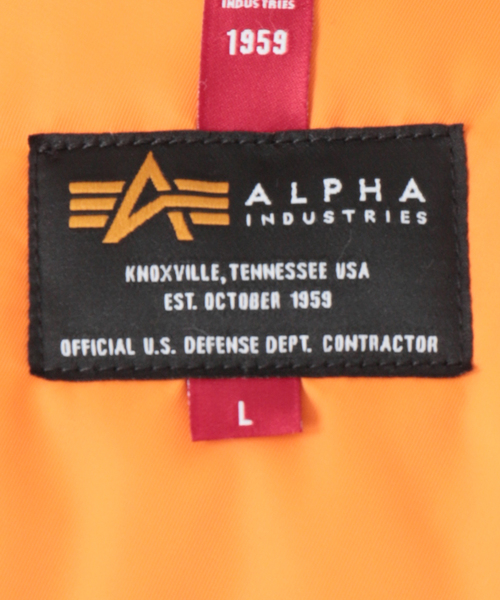 INDUSTRIES
1959
ALPHA
INDUSTRIES
KNOXVILLE, TENNESSEE USA
EST. OCTOBER 1959
OFFICIAL U.S. DEFENSE DEPT. CONTRACTOR
L